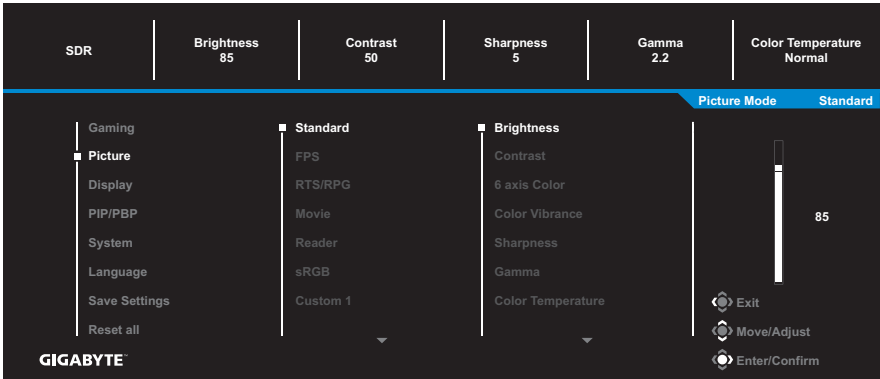 SDR
Brightness
85
Contrast
50
Sharpness
5
Gamma
2.2
Color Temperature
Normal
Picture Mode Standard
Gaming
Picture
Display
PIP/PBP
System
Language
Save Settings
Reset all
Standard
FPS
RTS/RPG
Movie
Reader
sRGB
Custom 1
Brightness
Contrast
6 axis Color
Color Vibrance
Sharpness
Gamma
Color Temperature
85
Exit
Move/Adjust
Enter/Confirm
GIGABYTE™